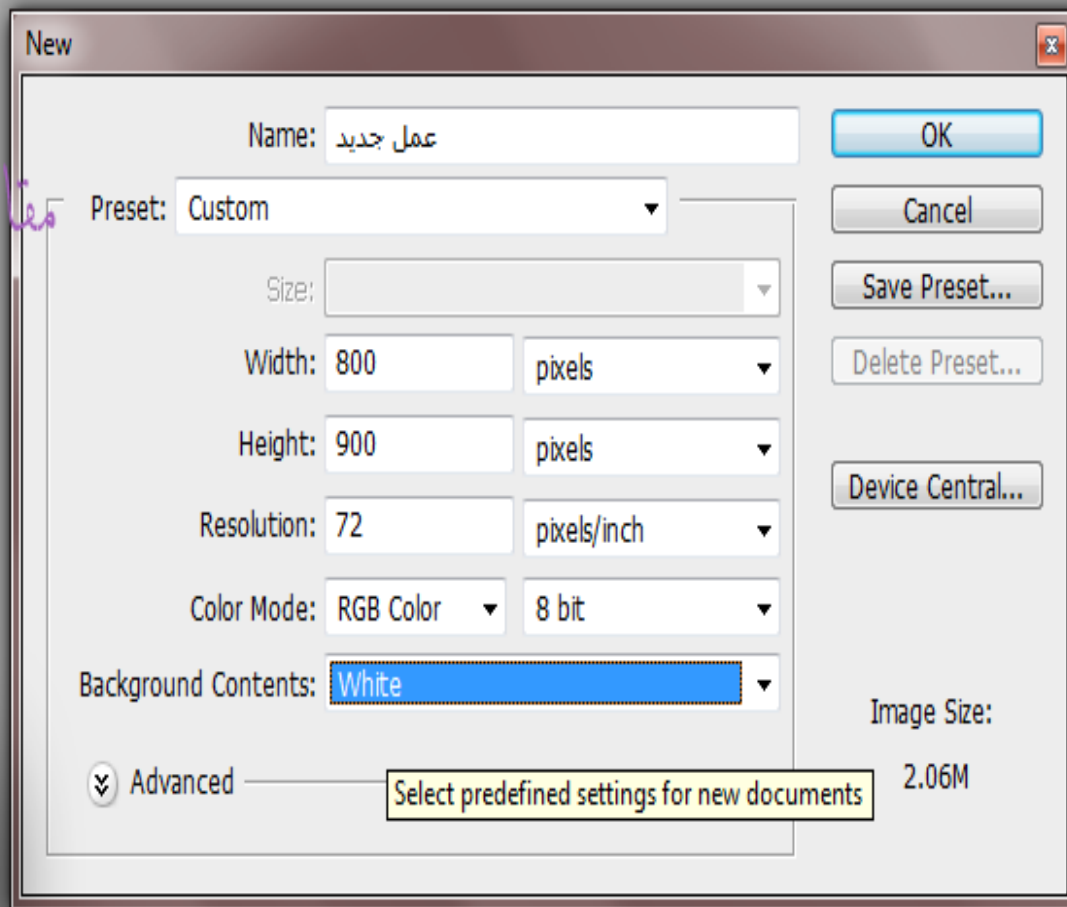 New
Name: عمل جديد
Preset: Custom
Size:
Width: 800 pixels
Height: 900 pixels
Resolution: 72 pixels/inch
Color Mode: RGB Color 8 bit
Background Contents: White
Advanced
Select predefined settings for new documents
OK
Cancel
Save Preset...
Delete Preset...
Device Central...
Image Size:
2.06M